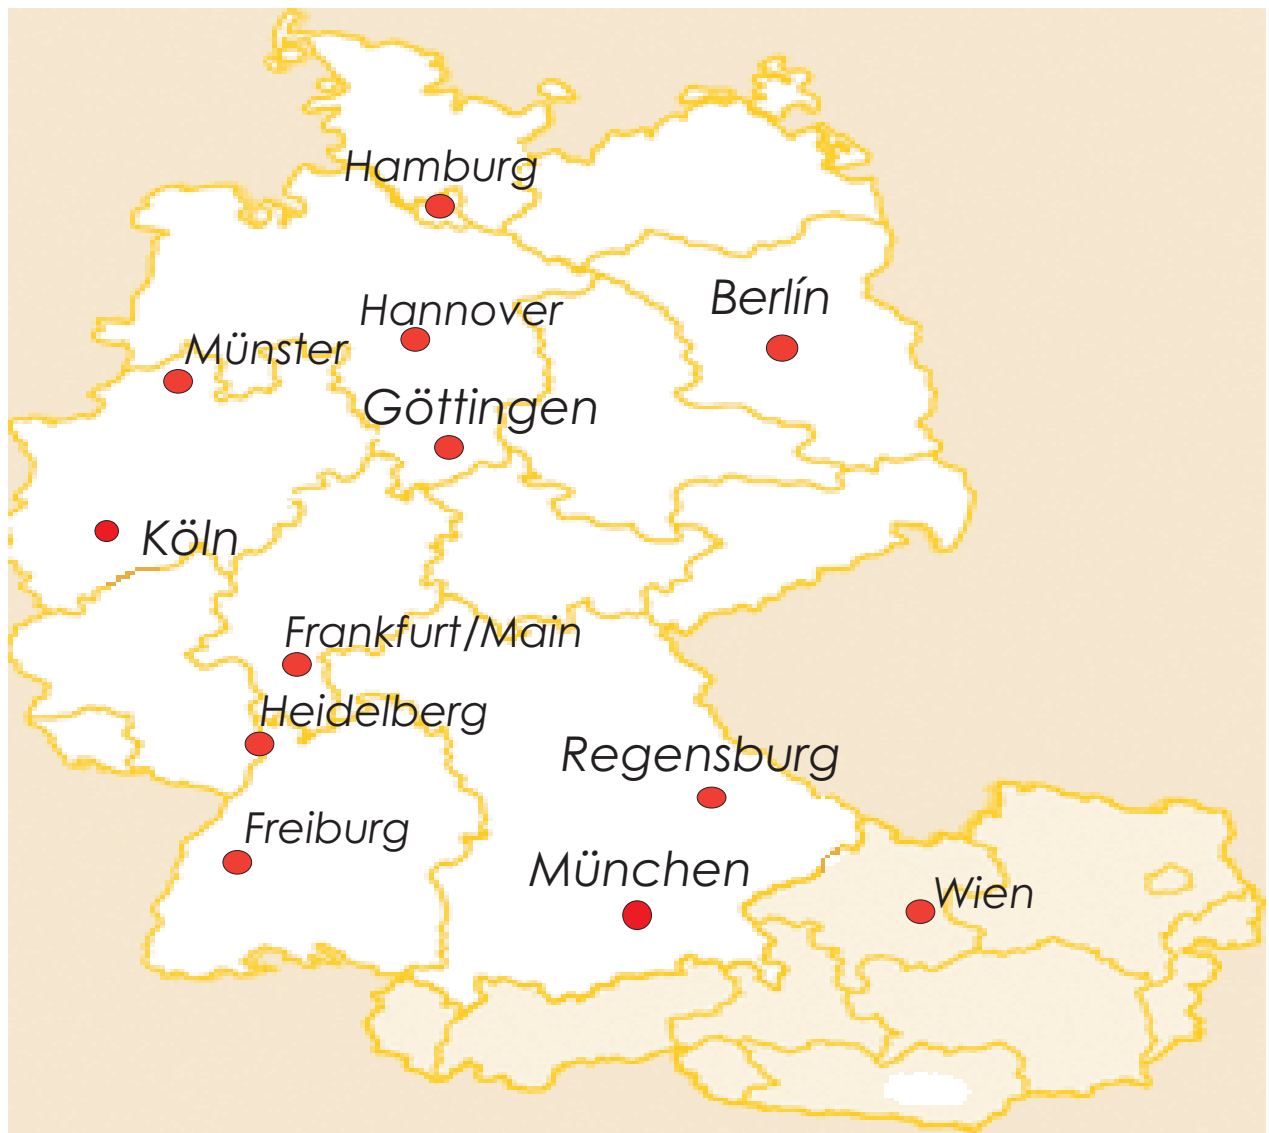 Hamburg
Berlín
Hannover
Münster
Göttingen
Köln
Frankfurt/Main
Heidelberg
Regensburg
Freiburg
München
Wien